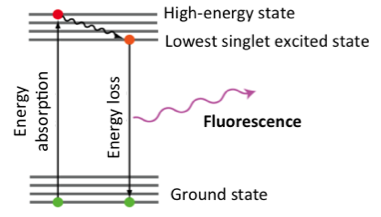 High-energy state
Lowest singlet excited state
Energy
absorption
Energy loss
Fluorescence
Ground state